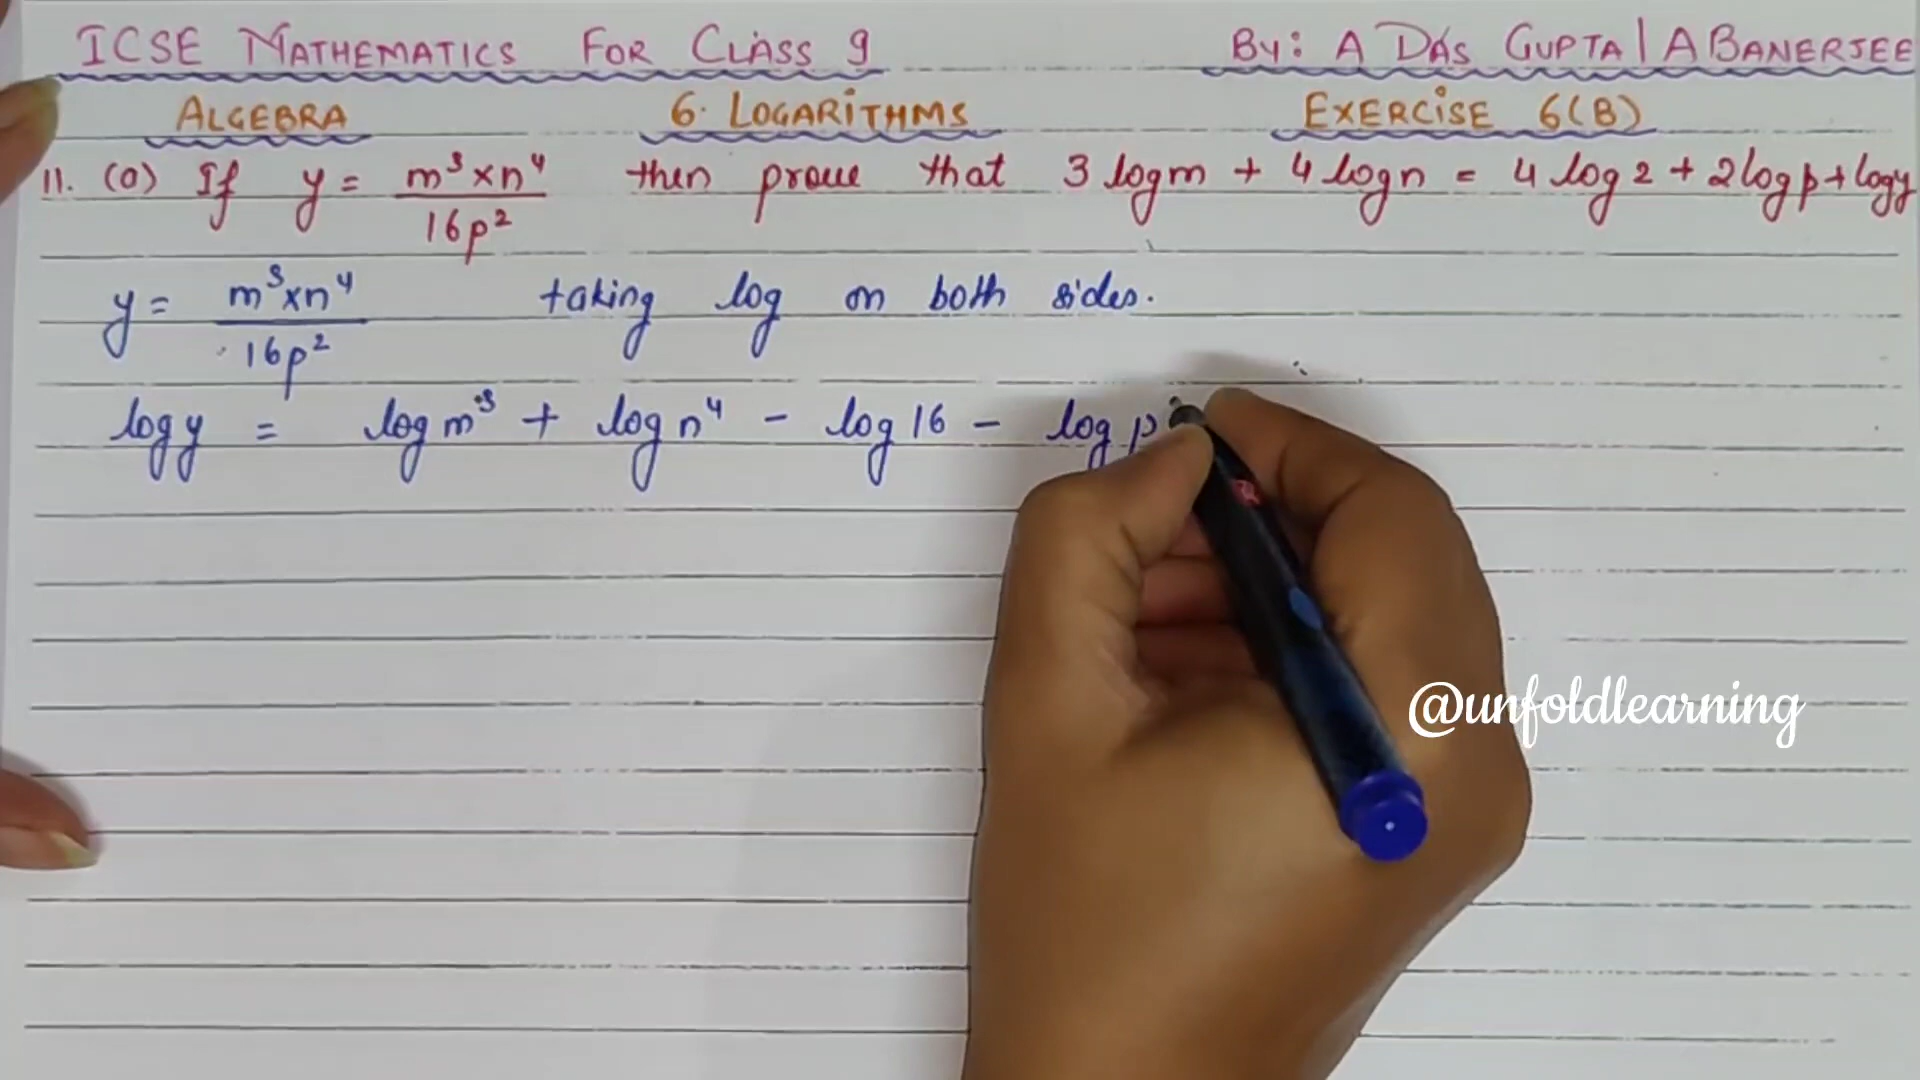 ICSE MATHEMATICS FOR CLASS 9 BY: A DAS GUPTA | A BANERJEE
ALGEBRA 6. LOGARITHMS EXERCISE 6(B)
11. (a) If y = m³×n⁴ / 16p² then prove that 3 log m + 4 log n = 4 log 2 + 2 log p + log y
y = m³×n⁴ / 16p² taking log on both sides.
log y = log m³ + log n⁴ - log 16 - log p
@unfoldlearning